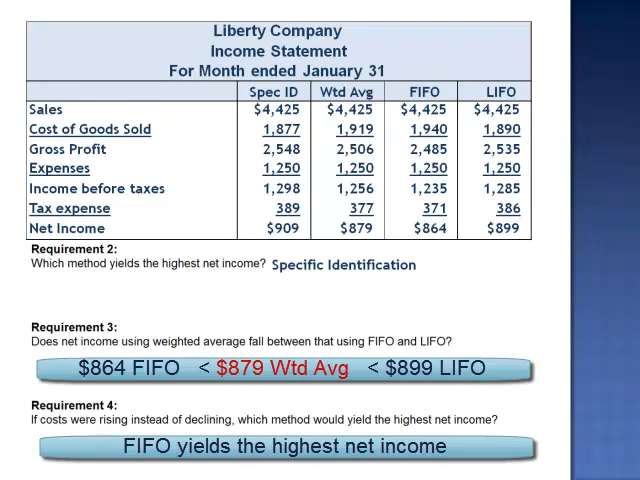 Liberty Company
Income Statement
For Month ended January 31
Spec ID Wtd Avg FIFO LIFO
Sales $4,425 $4,425 $4,425 $4,425
Cost of Goods Sold 1,877 1,919 1,940 1,890
Gross Profit 2,548 2,506 2,485 2,535
Expenses 1,250 1,250 1,250 1,250
Income before taxes 1,298 1,256 1,235 1,285
Tax expense 389 377 371 386
Net Income $909 $879 $864 $899
Requirement 2:
Which method yields the highest net income? Specific Identification
Requirement 3:
Does net income using weighted average fall between that using FIFO and LIFO?
$864 FIFO < $879 Wtd Avg < $899 LIFO
Requirement 4:
If costs were rising instead of declining, which method would yield the highest net income?
FIFO yields the highest net income